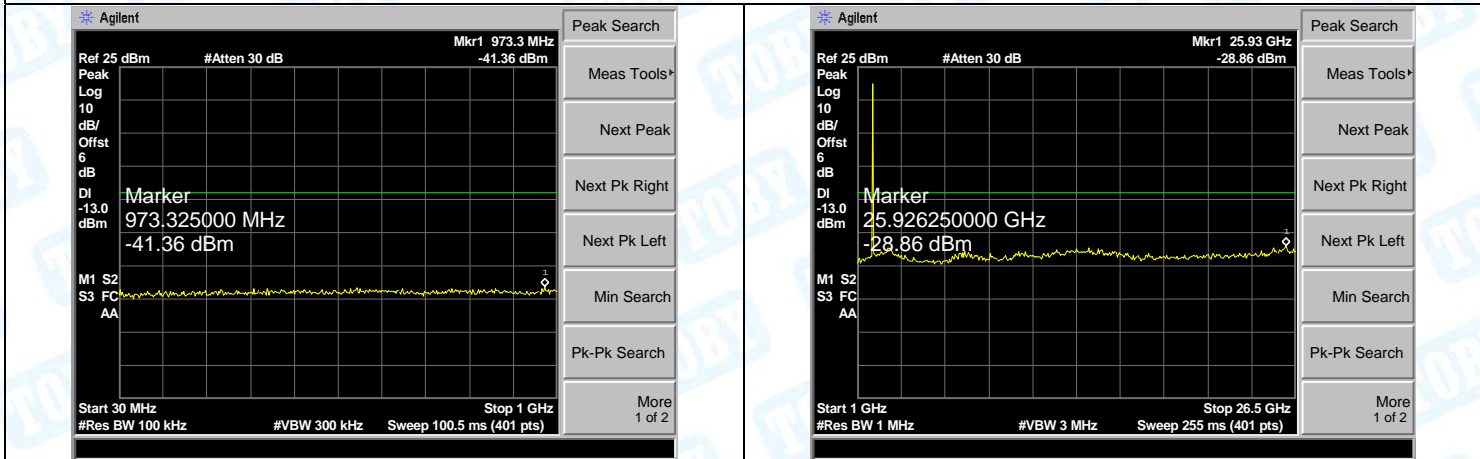 Agilent
Peak Search
Mkr1 973.3 MHz
Ref 25 dBm #Atten 30 dB -41.36 dBm
Peak
Log
10
dB/
Offst
6
dB
DI
-13.0
dBm
Marker
973.325000 MHz
-41.36 dBm
M1 S2
S3 FC
AA
1
Start 30 MHz Stop 1 GHz
#Res BW 100 kHz #VBW 300 kHz Sweep 100.5 ms (401 pts)
Meas Tools
Next Peak
Next Pk Right
Next Pk Left
Min Search
Pk-Pk Search
More
1 of 2
Agilent
Peak Search
Mkr1 25.93 GHz
Ref 25 dBm #Atten 30 dB -28.86 dBm
Peak
Log
10
dB/
Offst
6
dB
DI
-13.0
dBm
Marker
25.926250000 GHz
-28.86 dBm
M1 S2
S3 FC
AA
1
Start 1 GHz Stop 26.5 GHz
#Res BW 1 MHz #VBW 3 MHz Sweep 255 ms (401 pts)
Meas Tools
Next Peak
Next Pk Right
Next Pk Left
Min Search
Pk-Pk Search
More
1 of 2
TOBY